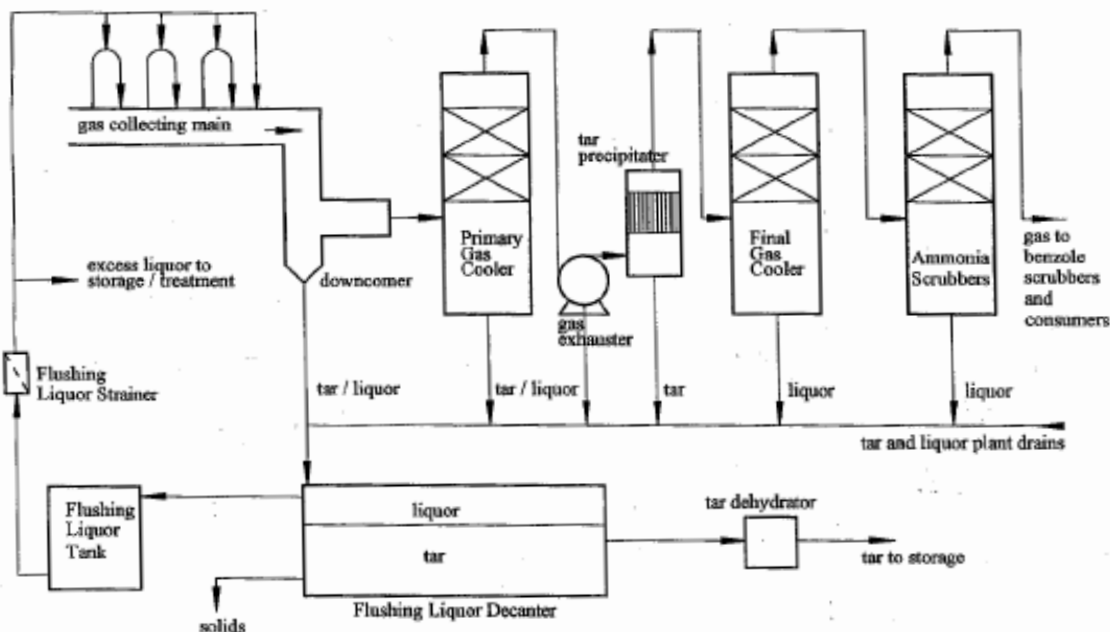 gas collecting main
tar
precipitater
Primary
Gas
Cooler
Final
Gas
Cooler
Ammonia
Scrubbers
gas to
benzole
scrubbers
and
consumers
excess liquor to
storage / treatment
downcomer
gas
exhauster
Flushing
Liquor Strainer
tar / liquor
tar / liquor
tar
liquor
liquor
tar and liquor plant drains
Flushing
Liquor
Tank
liquor
tar
tar dehydrator
tar to storage
solids
Flushing Liquor Decanter